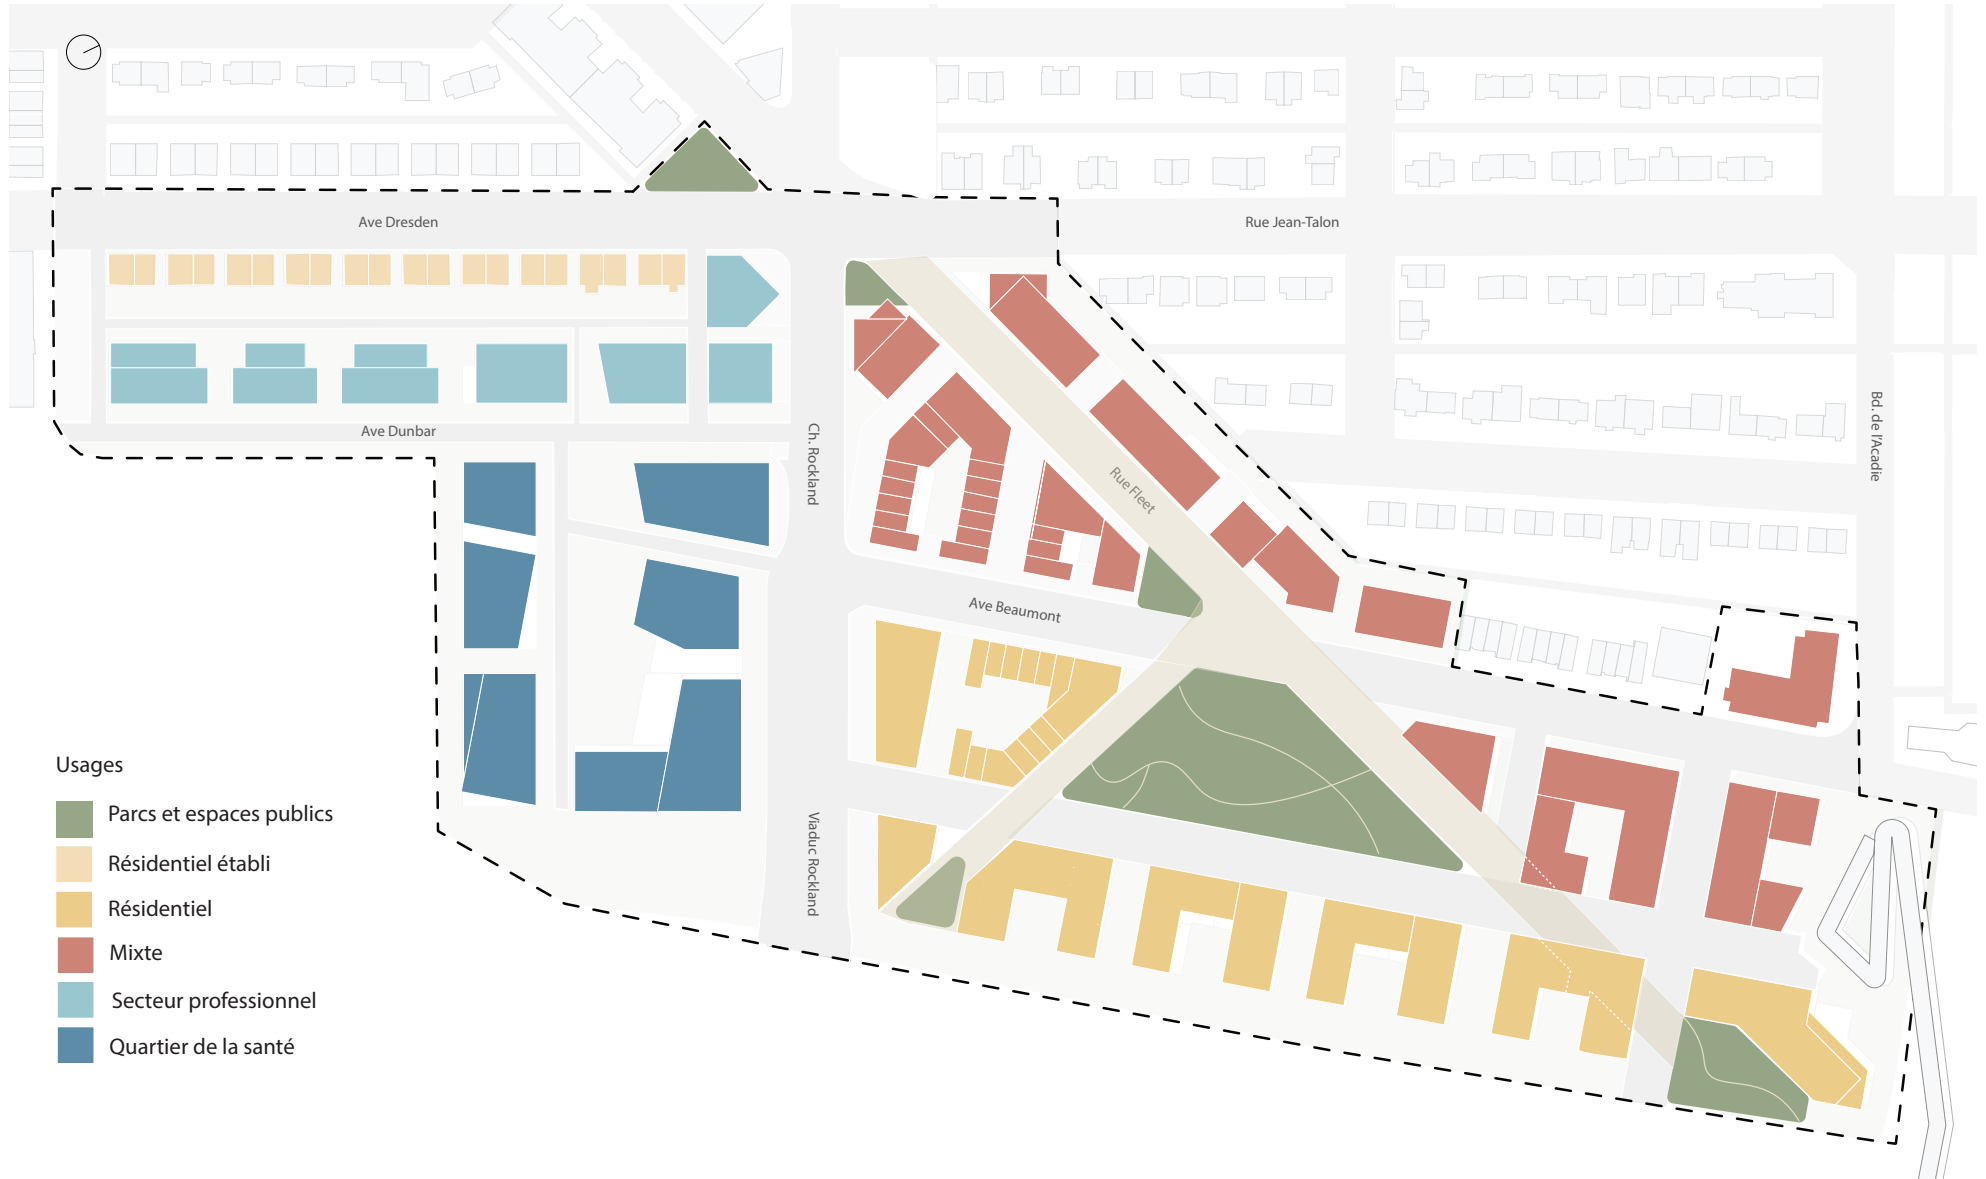 Ave Dresden
Rue Jean-Talon
Ave Dunbar
Ch. Rockland
Bd. de l'Acadie
Rue Fleet
Ave Beaumont
Viaduc Rockland
Usages
Parcs et espaces publics
Résidentiel établi
Résidentiel
Mixte
Secteur professionnel
Quartier de la santé